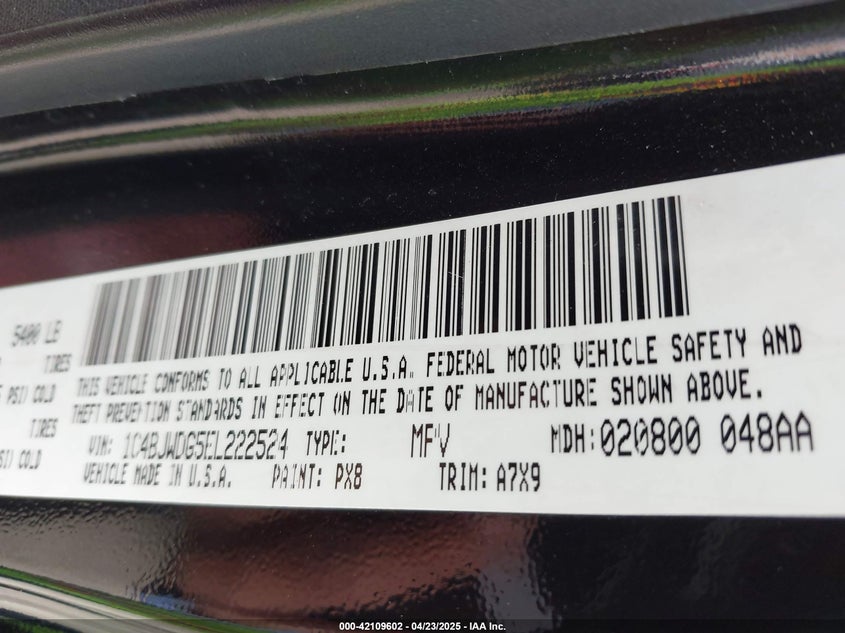 5400 LB
TIRES
PSI) COLD
TIRES
PSI) COLD
THIS VEHICLE CONFORMS TO ALL APPLICABLE U.S.A. FEDERAL MOTOR VEHICLE SAFETY AND
THEFT PREVENTION STANDARDS IN EFFECT ON THE DATE OF MANUFACTURE SHOWN ABOVE.
VIN: 1C4BJWDG5EL222524 TYPE: MPV MDH: 020800 048AA
VEHICLE MADE IN U.S.A. PAINT: PX8 TRIM: A7X9
000-42109602 - 04/23/2025 - IAA Inc.